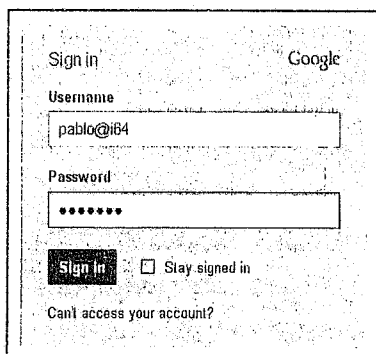 Sign in Google
Username
pablo@i64
Password
•••••••
Sign in Stay signed in
Can't access your account?